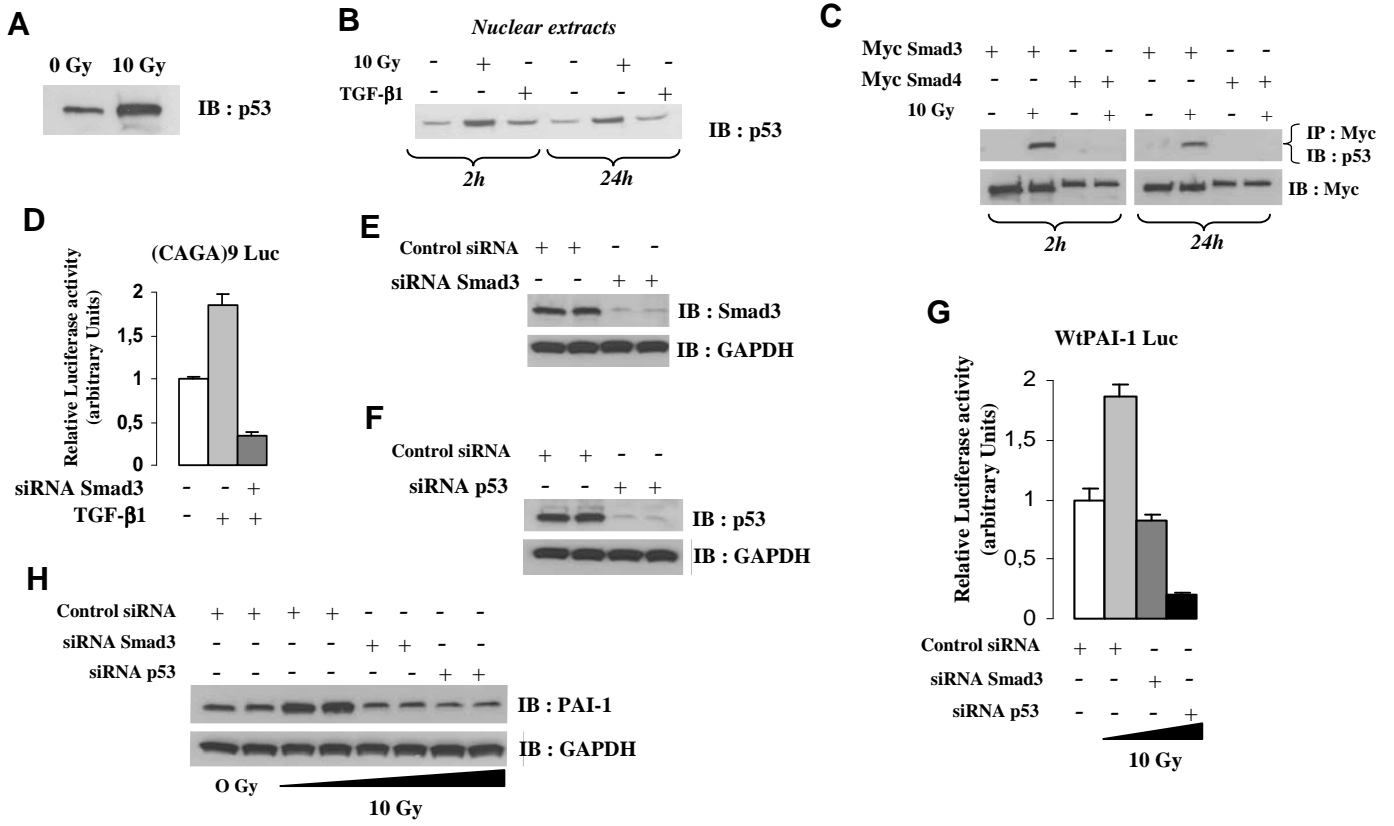 A
0 Gy 10 Gy
IB : p53
B
Nuclear extracts
10 Gy - + - - + -
TGF-β1 - - + - - +
IB : p53
2h 24h
C
Myc Smad3 + + - - + + - -
Myc Smad4 - - + + - - + +
10 Gy - + - + - + - +
IP : Myc
IB : p53
IB : Myc
2h 24h
D
(CAGA)9 Luc
Relative Luciferase activity
(arbitrary Units)
2
1,5
1
0,5
0
siRNA Smad3 - - +
TGF-β1 - + +
E
Control siRNA + + - -
siRNA Smad3 - - + +
IB : Smad3
IB : GAPDH
F
Control siRNA + + - -
siRNA p53 - - + +
IB : p53
IB : GAPDH
G
WtPAI-1 Luc
Relative Luciferase activity
(arbitrary Units)
2
1,5
1
0,5
0
Control siRNA + + - -
siRNA Smad3 - - + -
siRNA p53 - - - +
10 Gy
H
Control siRNA + + + + - - - -
siRNA Smad3 - - - - + + - -
siRNA p53 - - - - - - + +
IB : PAI-1
IB : GAPDH
O Gy
10 Gy